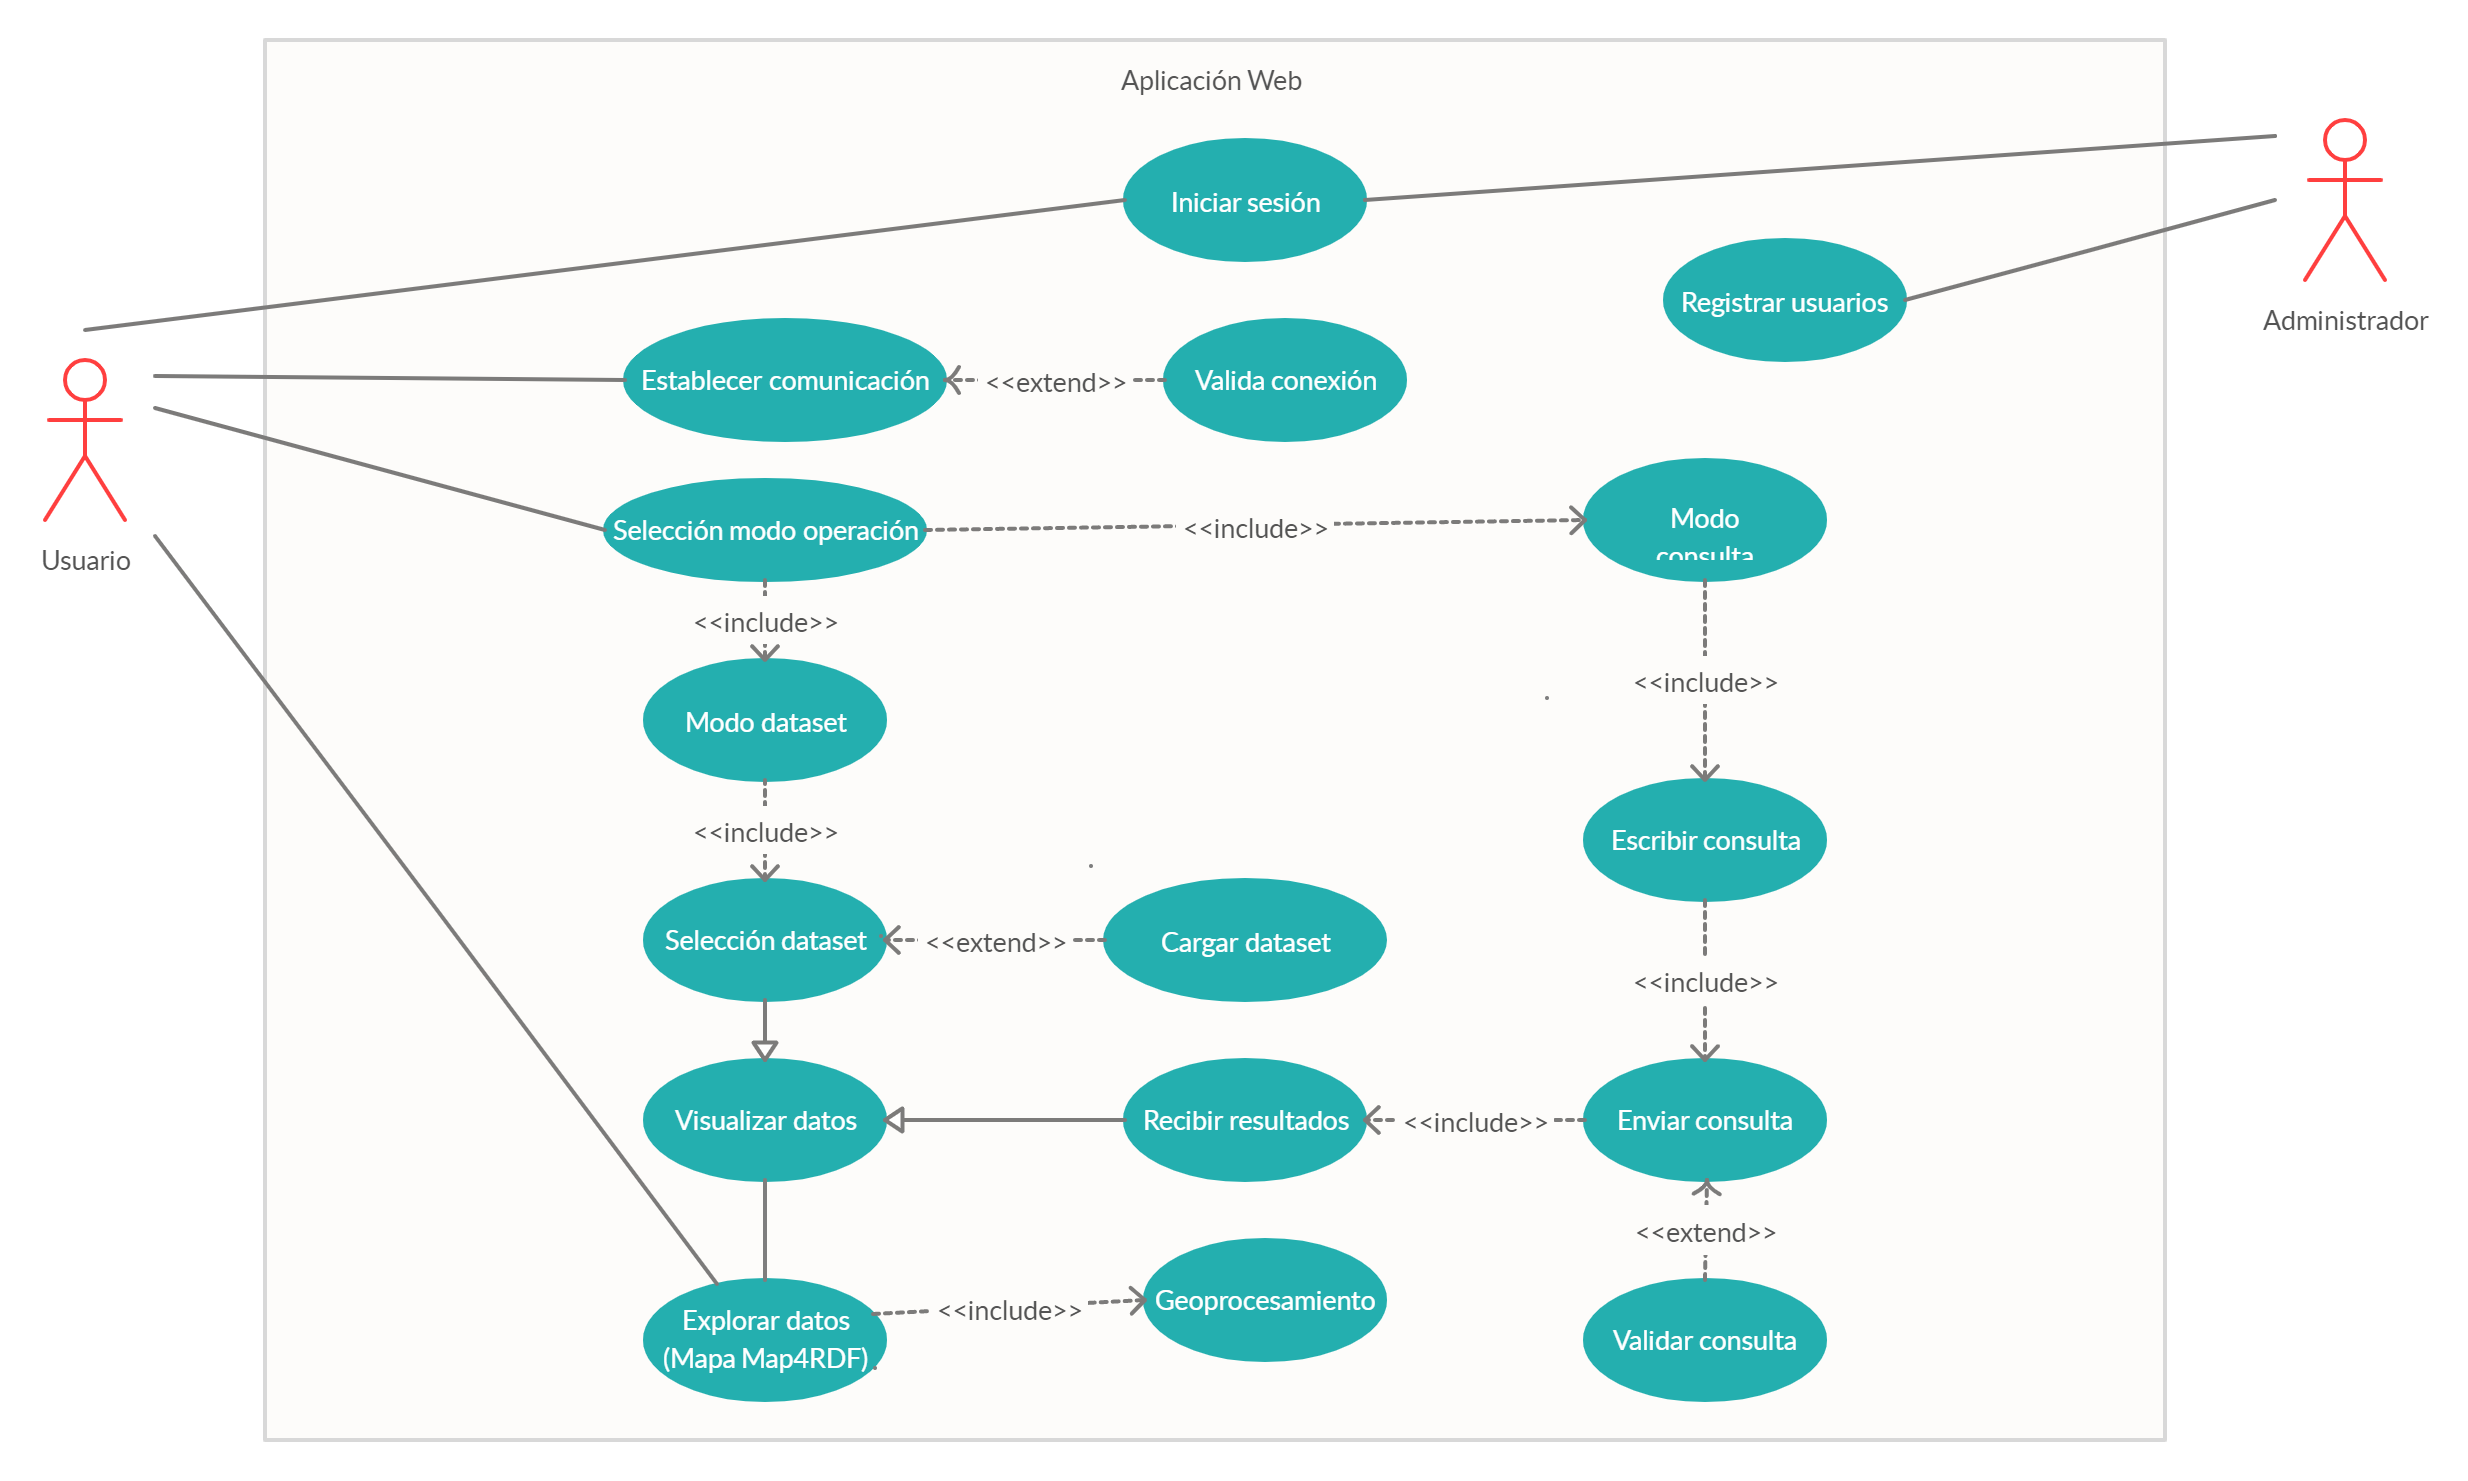 Aplicación Web
Iniciar sesión
Registrar usuarios
Administrador
Establecer comunicación
<<extend>>
Valida conexión
Usuario
Selección modo operación
<<include>>
Modo
consulta
<<include>>
Modo dataset
<<include>>
<<include>>
Escribir consulta
Selección dataset
<<extend>>
Cargar dataset
<<include>>
Visualizar datos
Recibir resultados
<<include>>
Enviar consulta
<<extend>>
Explorar datos
(Mapa Map4RDF)
<<include>>
Geoprocesamiento
Validar consulta